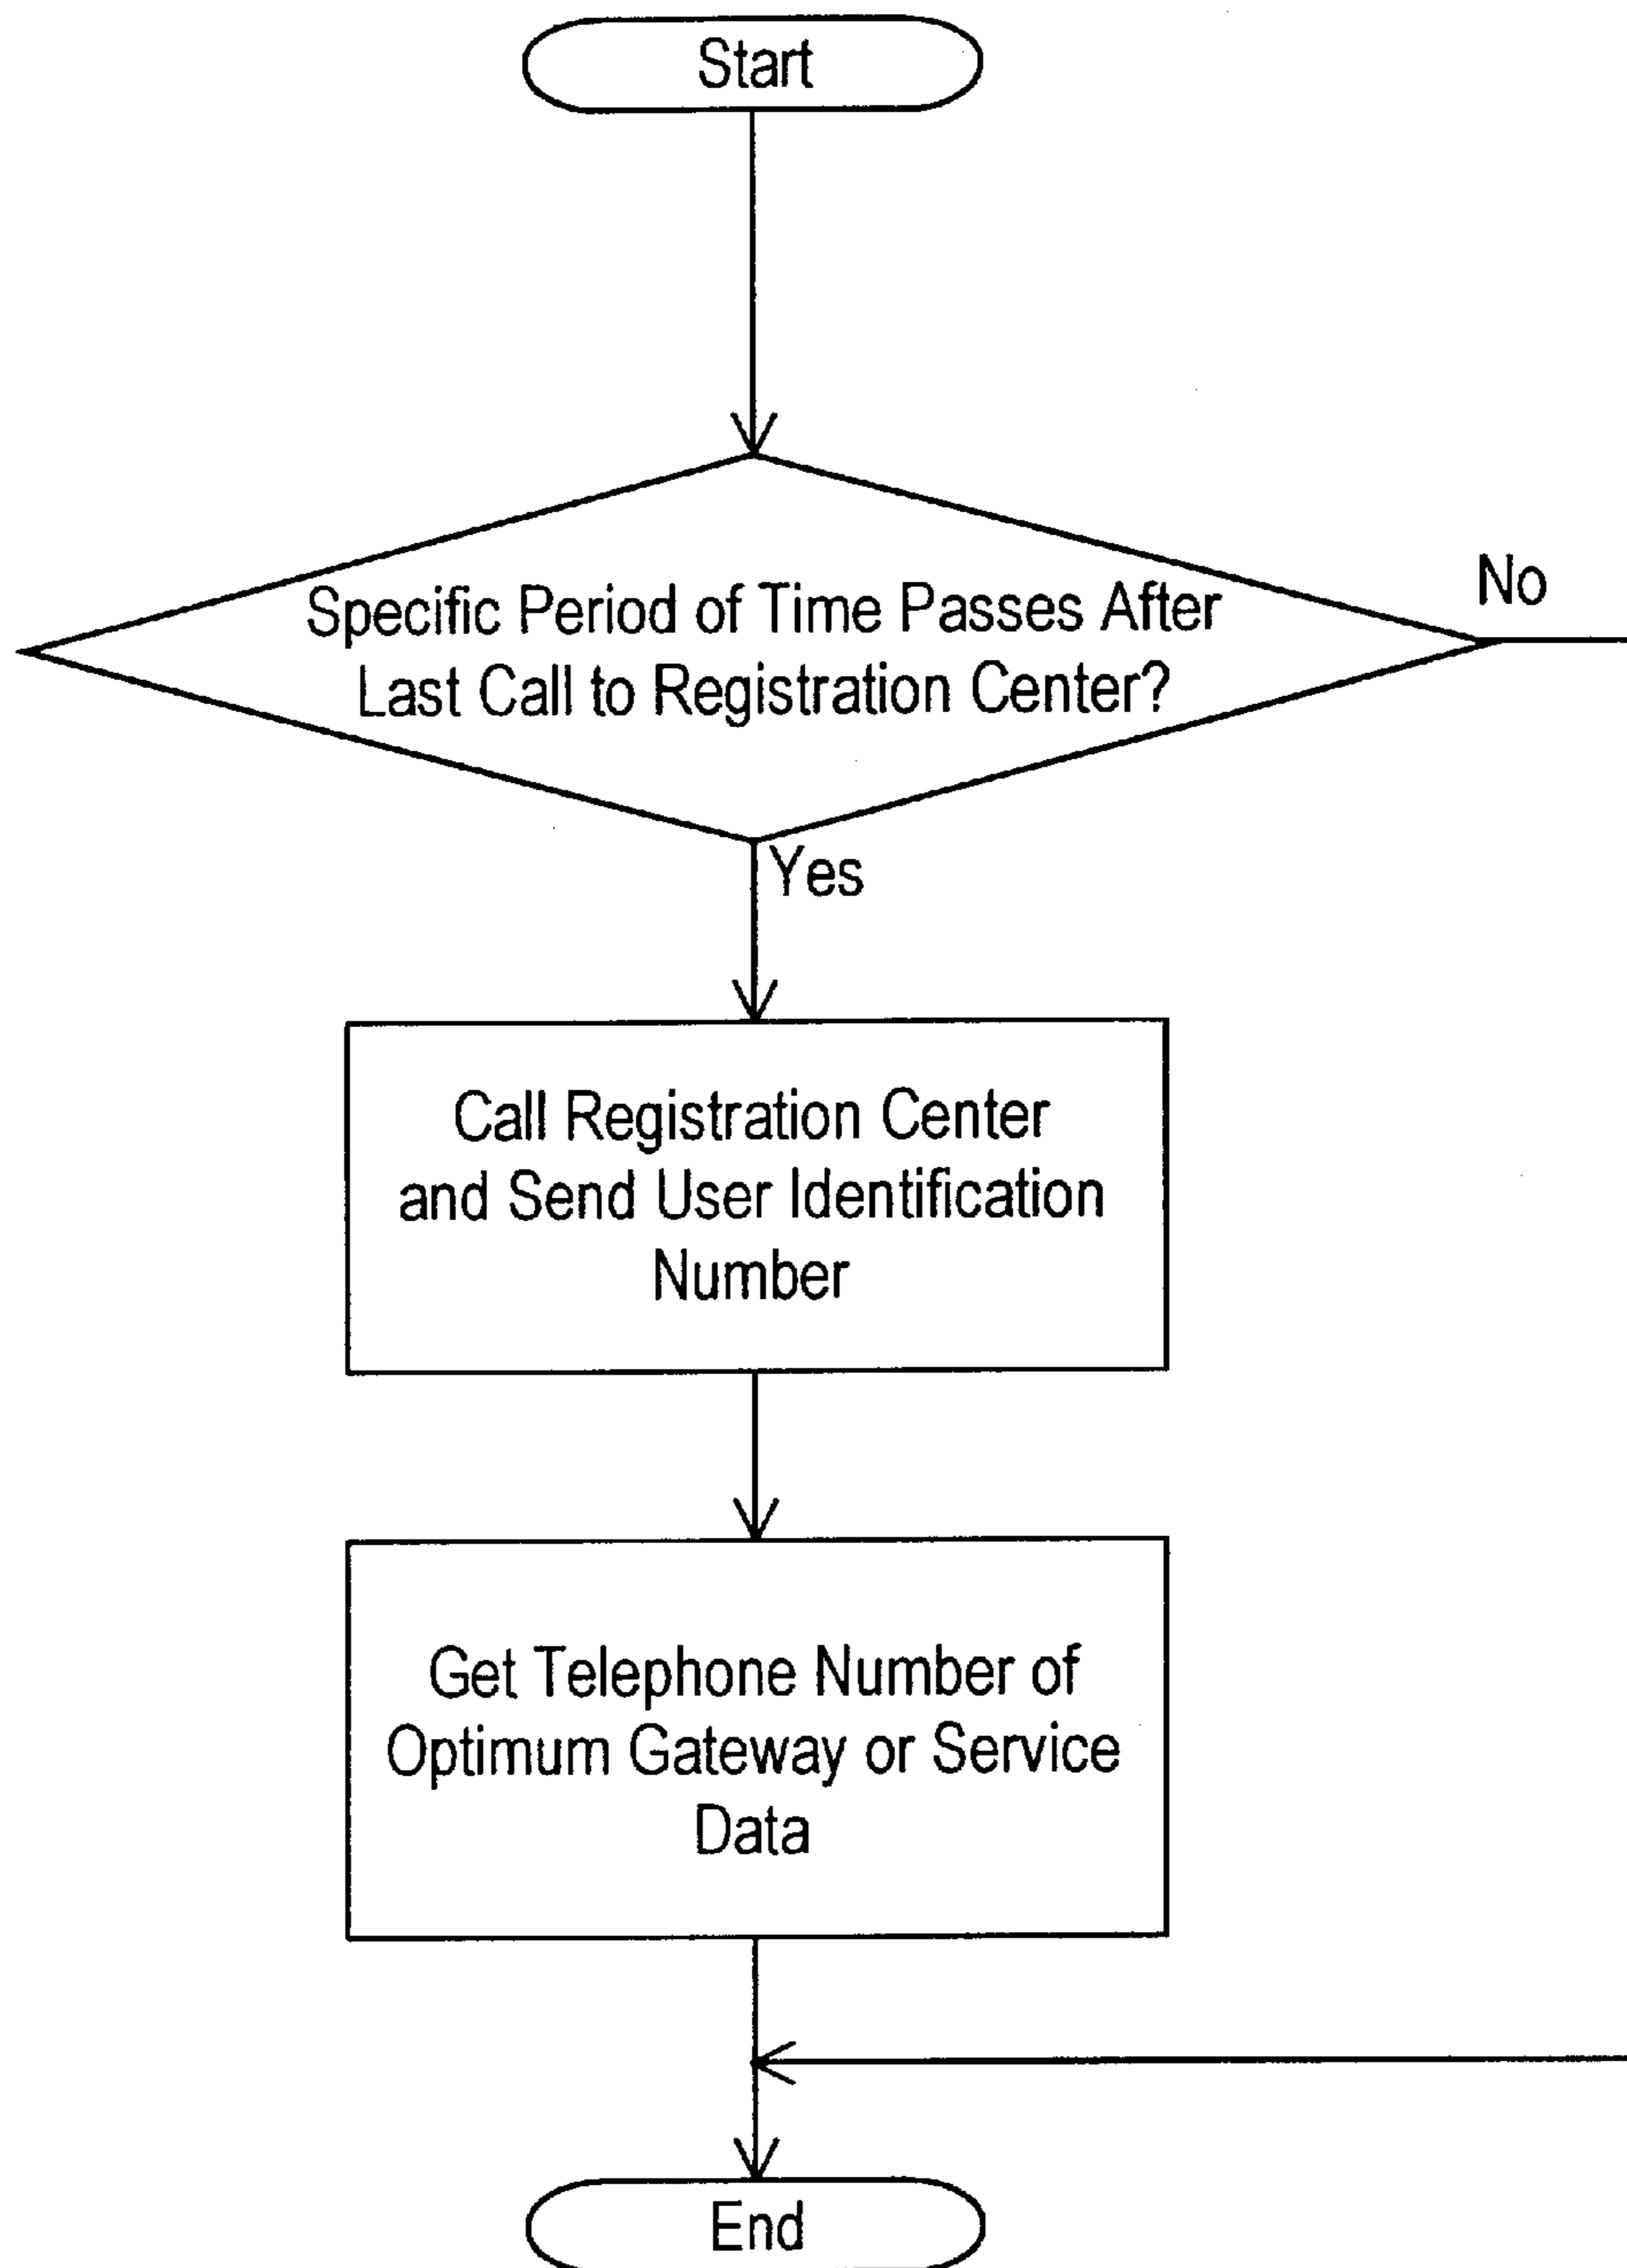 Start
Specific Period of Time Passes After
Last Call to Registration Center?
No
Yes
Call Registration Center
and Send User Identification
Number
Get Telephone Number of
Optimum Gateway or Service
Data
End